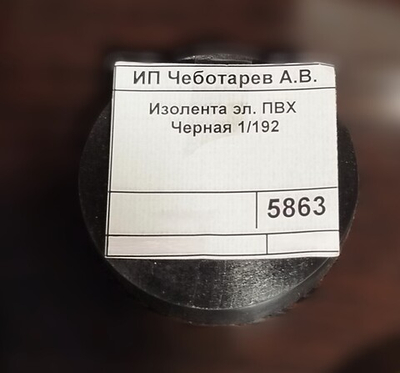 ИП Чеботарев А.В.
Изолента эл. ПВХ
Черная 1/192
5863